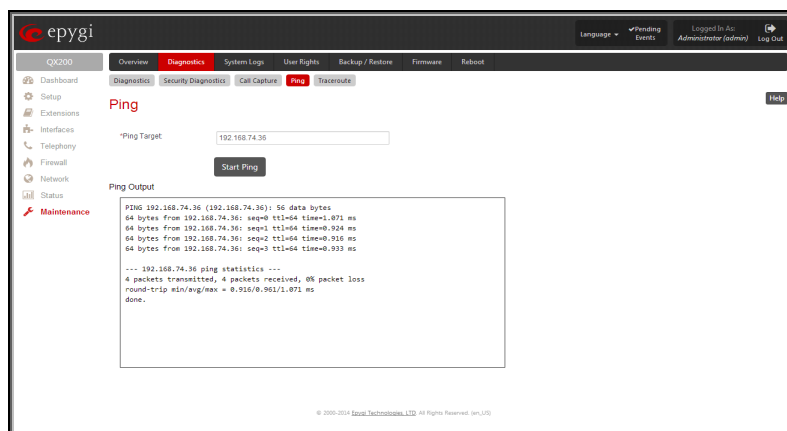 epygi
Language
✔Pending Events
Logged In As:
Administrator (admin)
Log Out
QX200
Overview Diagnostics System Logs User Rights Backup / Restore Firmware Reboot
Dashboard
Setup
Extensions
Interfaces
Telephony
Firewall
Network
Status
Maintenance
Diagnostics Security Diagnostics Call Capture Ping Traceroute
Help
Ping
*Ping Target: 192.168.74.36
Start Ping
Ping Output
PING 192.168.74.36 (192.168.74.36): 56 data bytes
64 bytes from 192.168.74.36: seq=0 ttl=64 time=1.071 ms
64 bytes from 192.168.74.36: seq=1 ttl=64 time=0.924 ms
64 bytes from 192.168.74.36: seq=2 ttl=64 time=0.916 ms
64 bytes from 192.168.74.36: seq=3 ttl=64 time=0.933 ms
--- 192.168.74.36 ping statistics ---
4 packets transmitted, 4 packets received, 0% packet loss
round-trip min/avg/max = 0.916/0.961/1.071 ms
done.
© 2000-2014 Epygi Technologies, LTD. All Rights Reserved. (en_US)